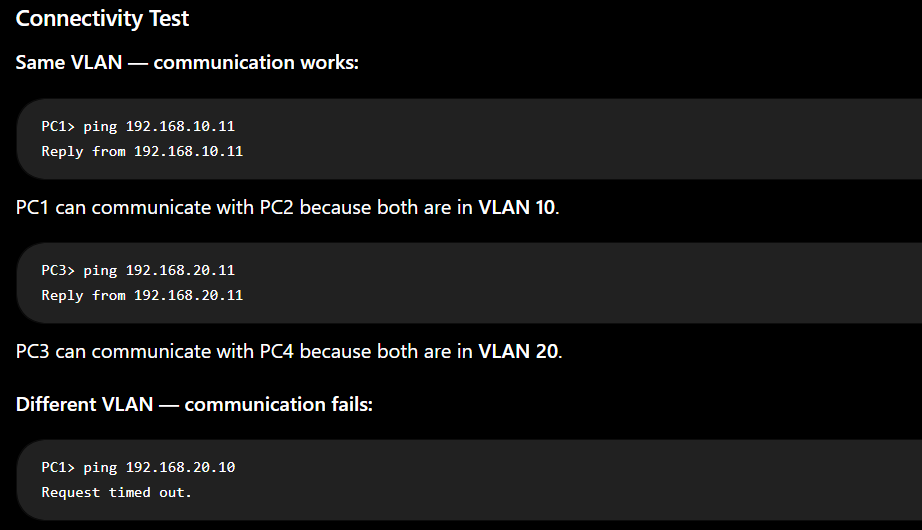 Connectivity Test
Same VLAN — communication works:
PC1> ping 192.168.10.11
Reply from 192.168.10.11
PC1 can communicate with PC2 because both are in VLAN 10.
PC3> ping 192.168.20.11
Reply from 192.168.20.11
PC3 can communicate with PC4 because both are in VLAN 20.
Different VLAN — communication fails:
PC1> ping 192.168.20.10
Request timed out.